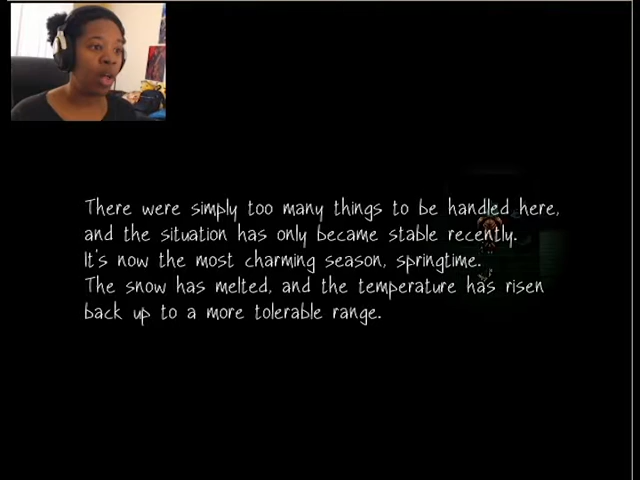 There were simply too many things to be handled here,
and the situation has only became stable recently.
It's now the most charming season, springtime.
The snow has melted, and the temperature has risen
back up to a more tolerable range.